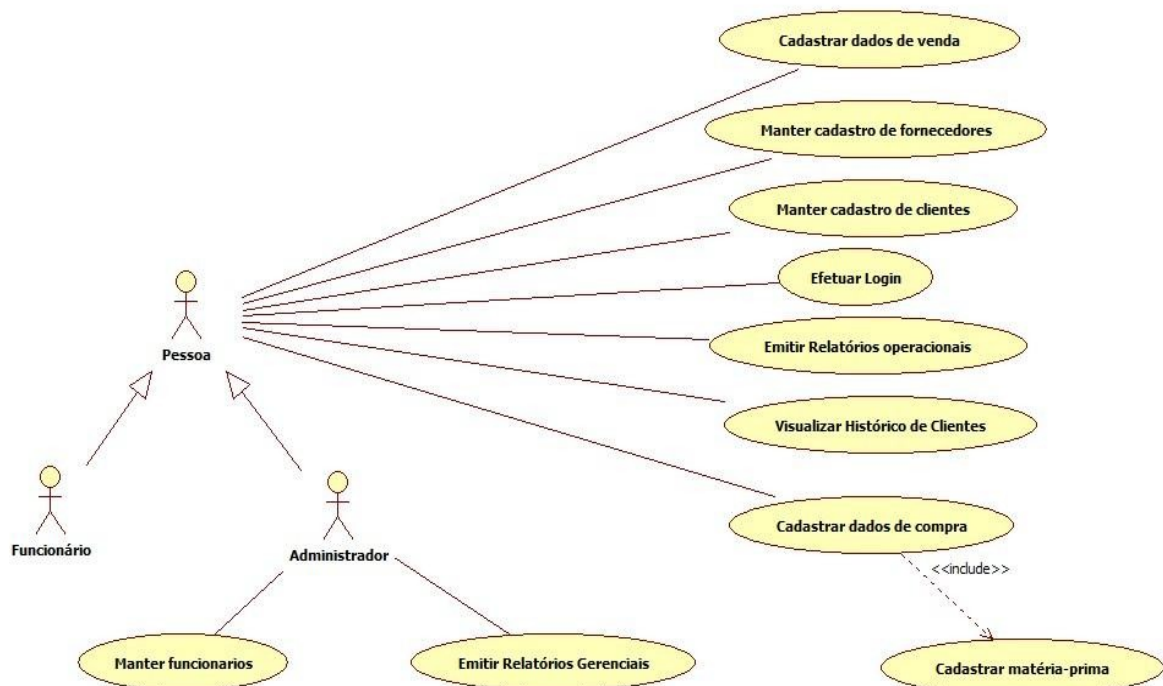 Cadastrar dados de venda
Manter cadastro de fornecedores
Manter cadastro de clientes
Efetuar Login
Emitir Relatórios operacionais
Pessoa
Visualizar Histórico de Clientes
Cadastrar dados de compra
Funcionário
Administrador
<<include>>
Manter funcionarios
Emitir Relatórios Gerenciais
Cadastrar matéria-prima